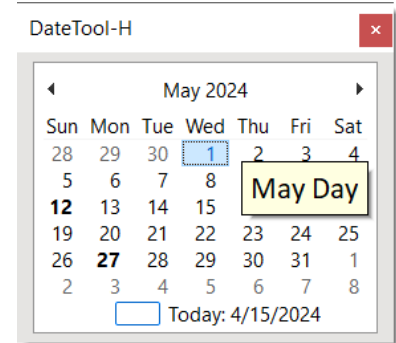 DateTool-H
May 2024
Sun Mon Tue Wed Thu Fri Sat
28 29 30 1 2 3 4
5 6 7 8
May Day
12 13 14 15
19 20 21 22 23 24 25
26 27 28 29 30 31 1
2 3 4 5 6 7 8
Today: 4/15/2024